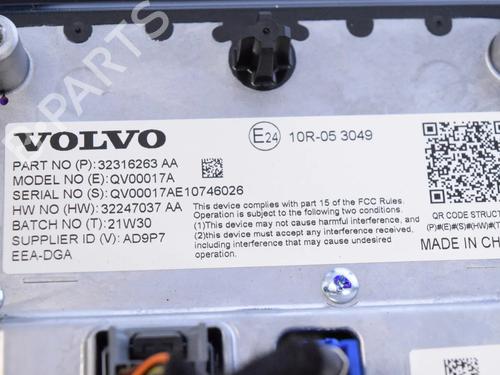 B PARTS
VOLVO
E24 10R-05 3049
PART NO (P): 32316263 AA
MODEL NO (E): QV00017A
SERIAL NO (S): QV00017AE10746026
HW NO (HW): 32247037 AA
BATCH NO (T): 21W30
SUPPLIER ID (V): AD9P7
EEA-DGA
This device complies with part 15 of the FCC Rules.
Operation is subject to the following two conditions:
(1)This device may not cause harmful interference, and
(2)this device must accept any interference received,
including interference that may cause undesired
operation.
QR CODE STRUCT
(P)#(E)#(S)#(HW)#(T
MADE IN CH